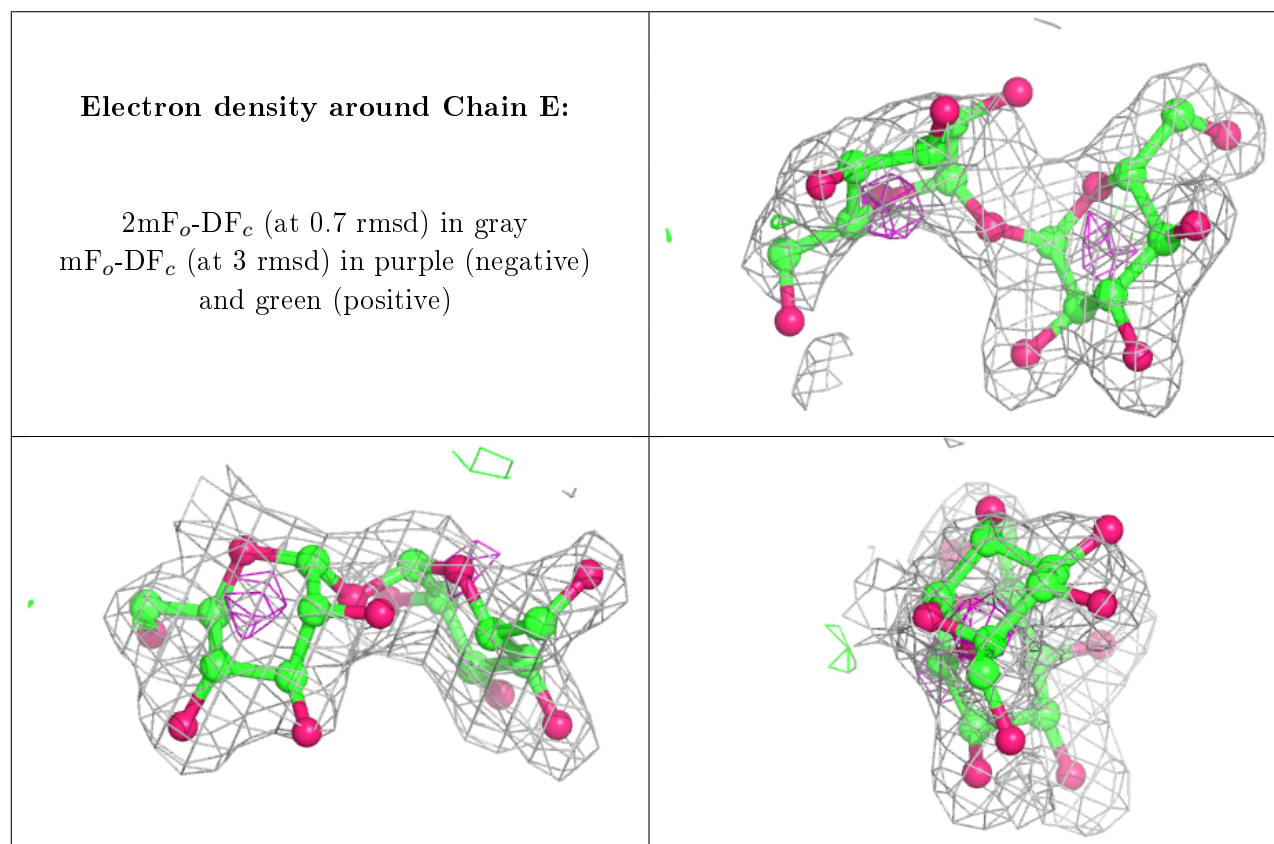 Electron density around Chain E:
2mFₒ-DF𝒸 (at 0.7 rmsd) in gray
mFₒ-DF𝒸 (at 3 rmsd) in purple (negative)
and green (positive)